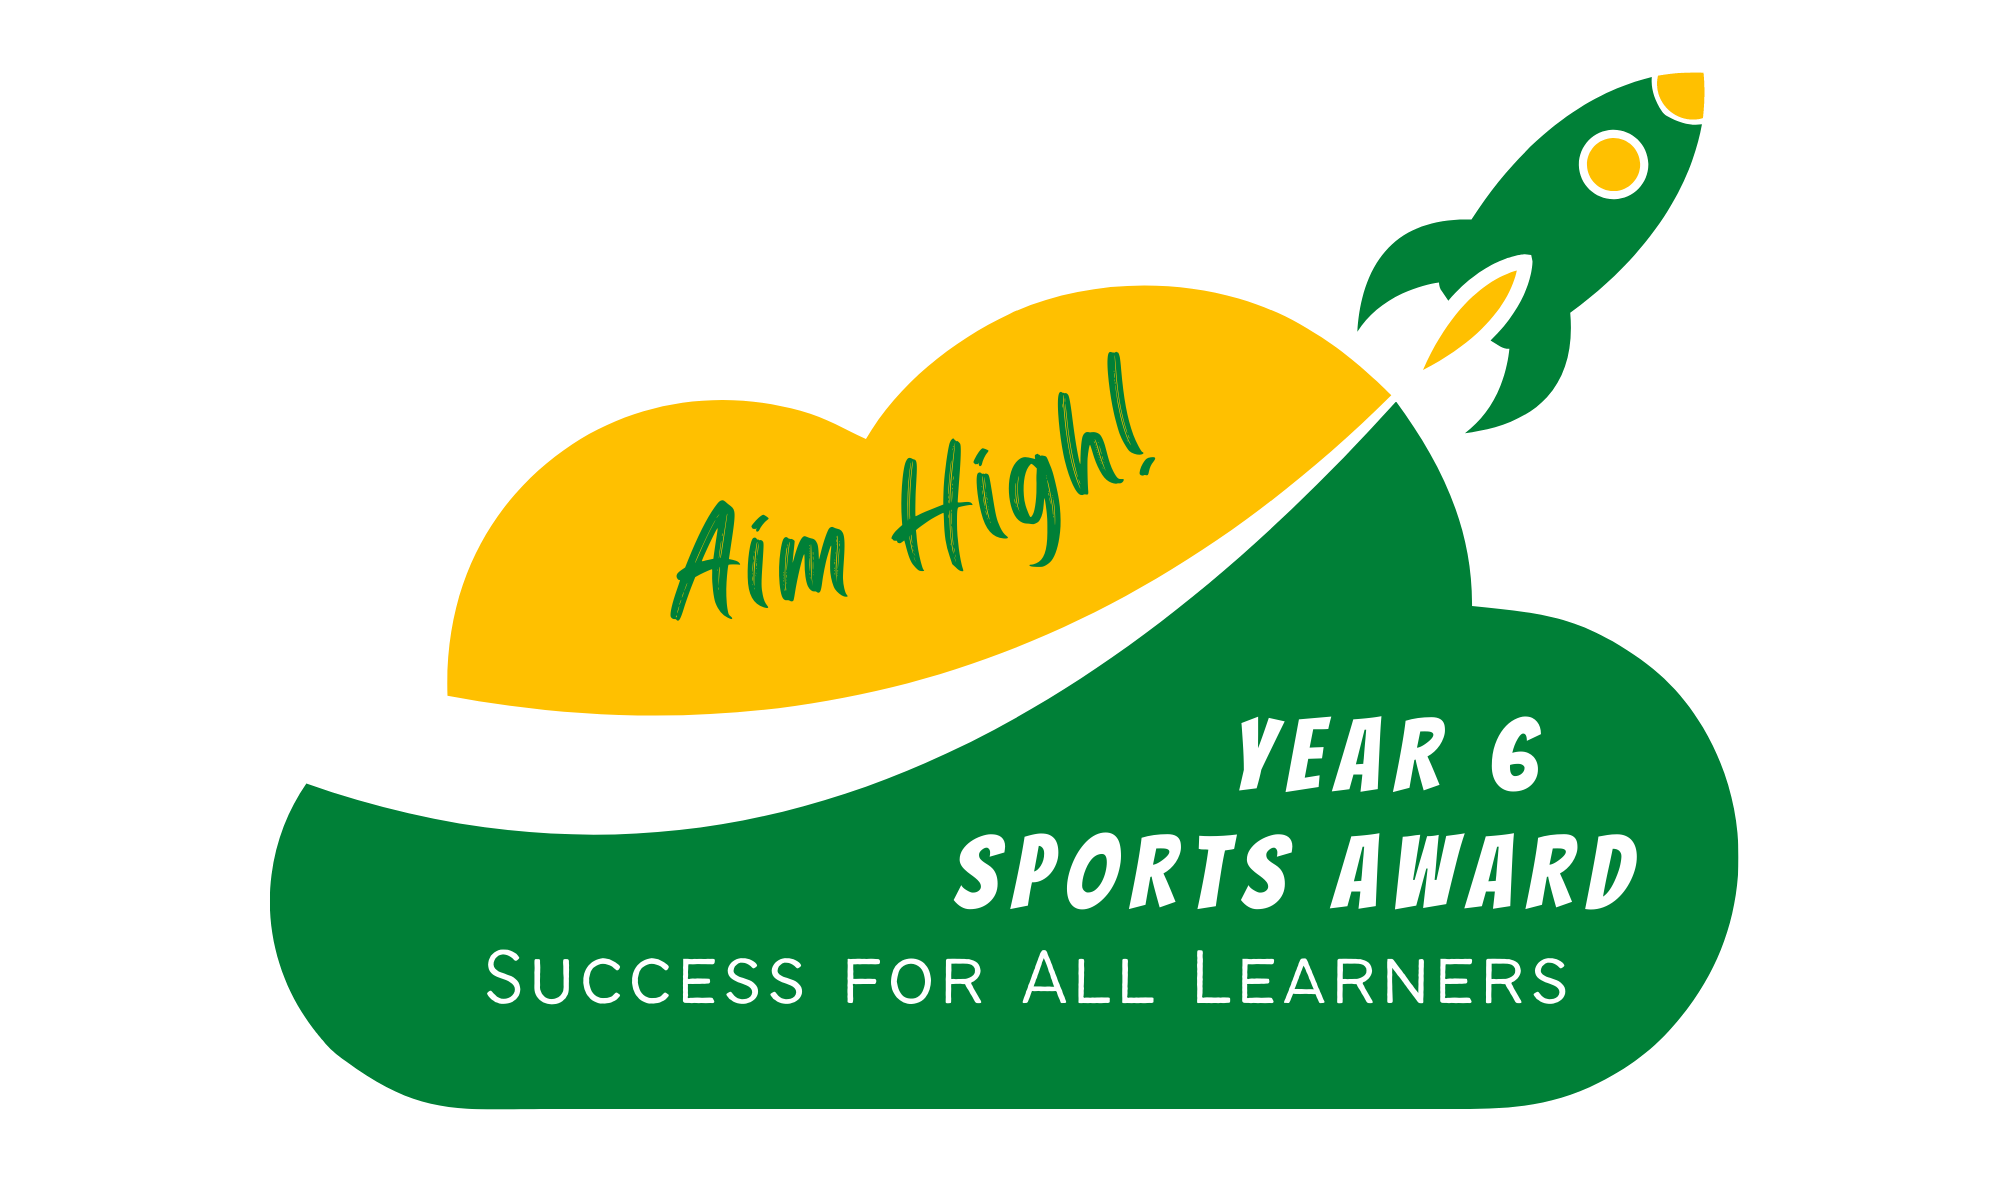 Aim High!
YEAR 6
SPORTS AWARD
Success for All Learners